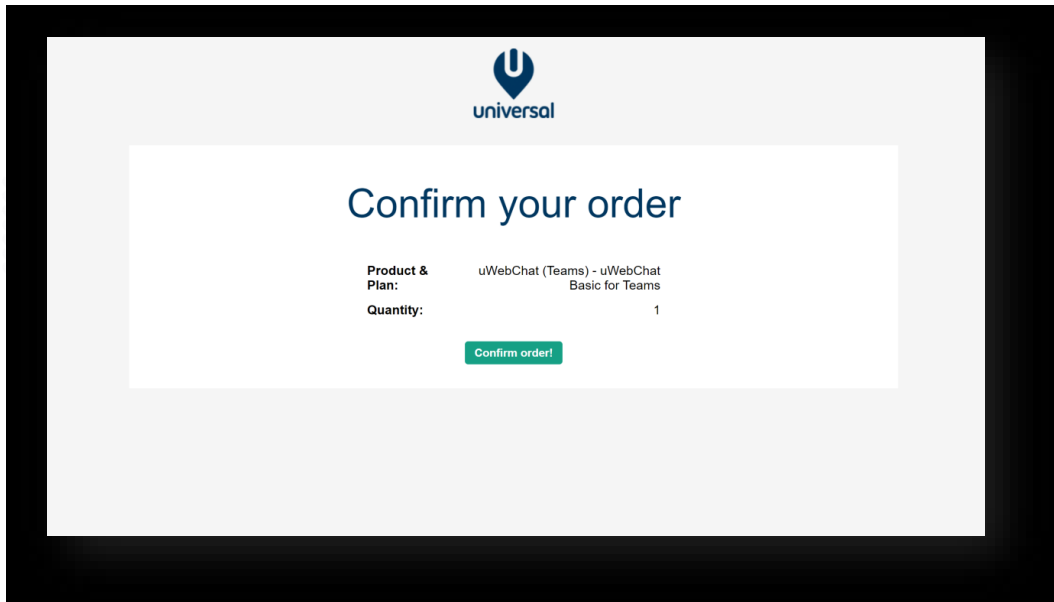 universal
Confirm your order
Product & Plan: uWebChat (Teams) - uWebChat Basic for Teams
Quantity: 1
Confirm order!